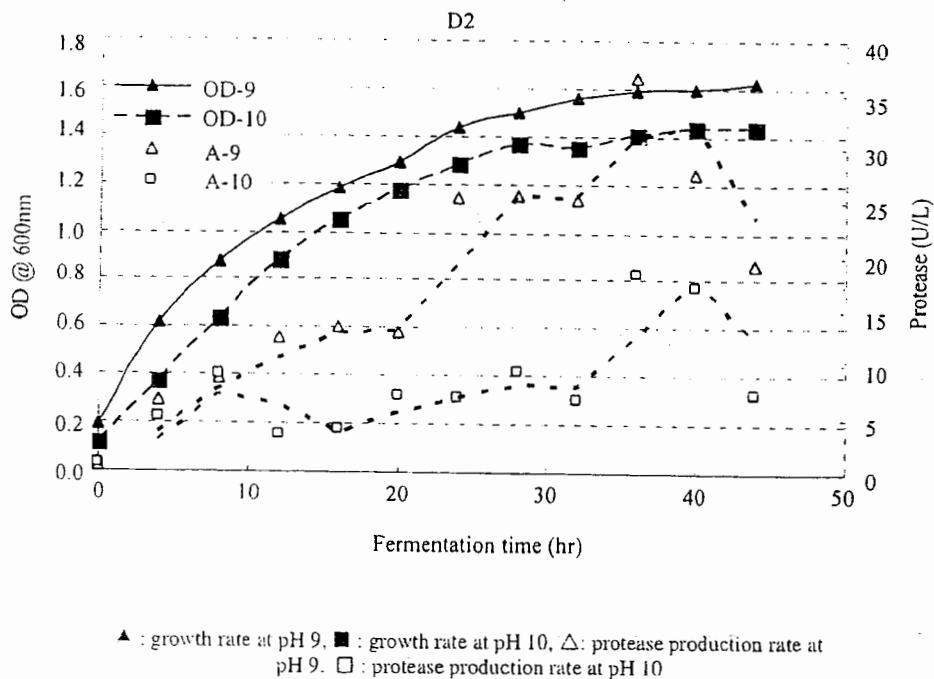 D2
1.8
1.6
1.4
1.2
1.0
0.8
0.6
0.4
0.2
0.0
OD @ 600nm
OD-9
OD-10
A-9
A-10
40
35
30
25
20
15
10
5
0
Protease (U/L)
0
10
20
30
40
50
Fermentation time (hr)
▲ : growth rate at pH 9, ■ : growth rate at pH 10, △: protease production rate at
pH 9. □ : protease production rate at pH 10